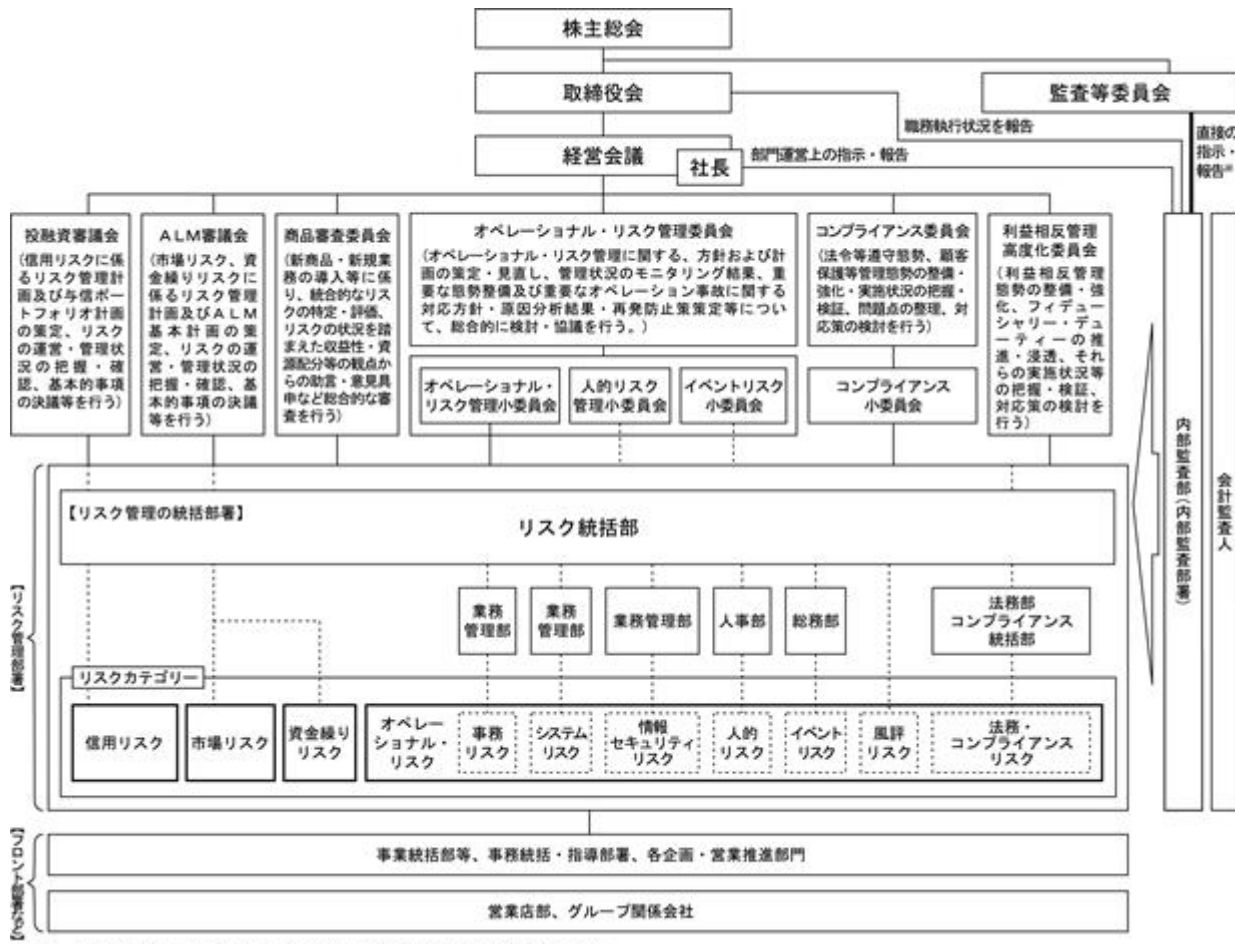 株主総会
取締役会
監査等委員会
職務執行状況を報告
直接の
指示・
報告
経営会議
社長
部門運営上の指示・報告
投融資審議会
(信用リスクに係
るリスク管理計
画及び与信ポー
トフォリオ計画
の策定、リスク
の運営・管理状
況の把握・確
認、基本的事項
の決議等を行う)
ALM審議会
(市場リスク、資
金繰りリスクに
係るリスク管理
計画及びALM
基本計画の策
定、リスクの運
営・管理状況の
把握・確認、基
本的事項の決議
等を行う)
商品審査委員会
(新商品・新規業
務の導入等に係
り、統合的なリス
クの特定・評価、
リスクの状況を踏
まえた収益性・資
源配分等の観点か
らの助言・意見具
申など総合的な審
査を行う)
オペレーショナル・リスク管理委員会
(オペレーショナル・リスク管理に関する、方針および計
画の策定・見直し、管理状況のモニタリング結果、重
要な態勢整備及び重要なオペレーション事故に関する
対応方針・原因分析結果・再発防止策策定等につい
て、総合的に検討・協議を行う。)
オペレーショナル・
リスク管理小委員会
人的リスク
管理小委員会
イベントリスク
小委員会
コンプライアンス委員会
(法令等遵守態勢、顧客
保護等管理態勢の整備・
強化・実施状況の把握・
検証、問題点の整理、対
応策の検討を行う)
コンプライアンス
小委員会
利益相反管理
高度化委員会
(利益相反管理
態勢の整備・強
化、フィデュー
シャリー・デュ
ーティーの推
進・浸透、それ
らの実施状況等
の把握・検証、
対応策の検討を
行う)
内部監査部(内部監査部署)
会計監査人
【リスク管理部署】
【リスク管理の統括部署】
リスク統括部
業務
管理部
業務
管理部
業務管理部
人事部
総務部
法務部
コンプライアンス
統括部
リスクカテゴリー
信用リスク
市場リスク
資金繰り
リスク
オペレー
ショナル・
リスク
事務
リスク
システム
リスク
情報
セキュリティ
リスク
人的
リスク
イベント
リスク
風評
リスク
法務・
コンプライアンス
リスク
【フロント部署など】
事業統括部等、事務統括・指導部署、各企画・営業推進部門
営業店部、グループ関係会社